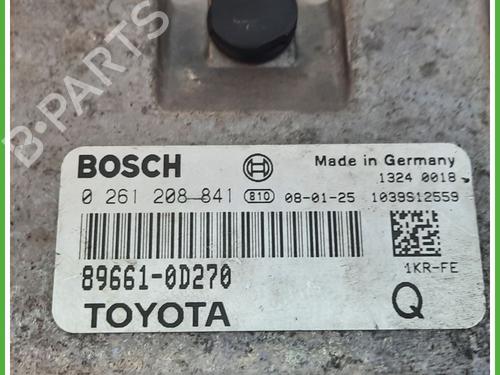 B-PARTS
BOSCH
Made in Germany
0 261 208 841 810 08-01-25
1324 0018
1039S12559
89661-0D270
1KR-FE
TOYOTA
Q